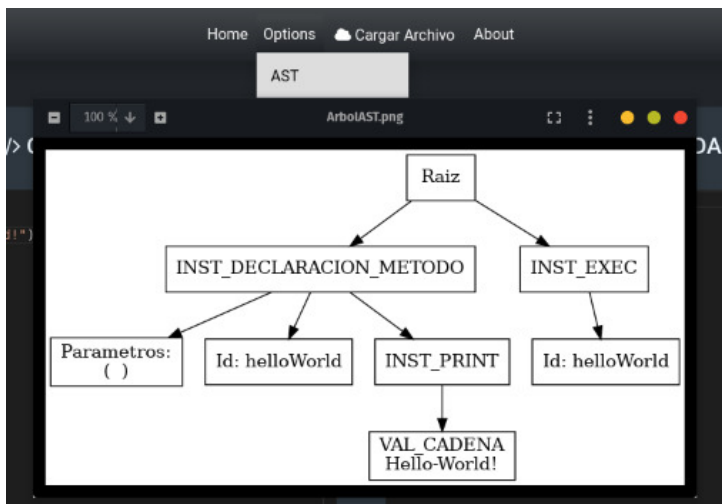 Home Options Cargar Archivo About
AST
100 % ArbolAST.png
/> DA
Raiz
!")
INST_DECLARACION_METODO INST_EXEC
Parametros:
( )
Id: helloWorld INST_PRINT Id: helloWorld
VAL_CADENA
Hello-World!